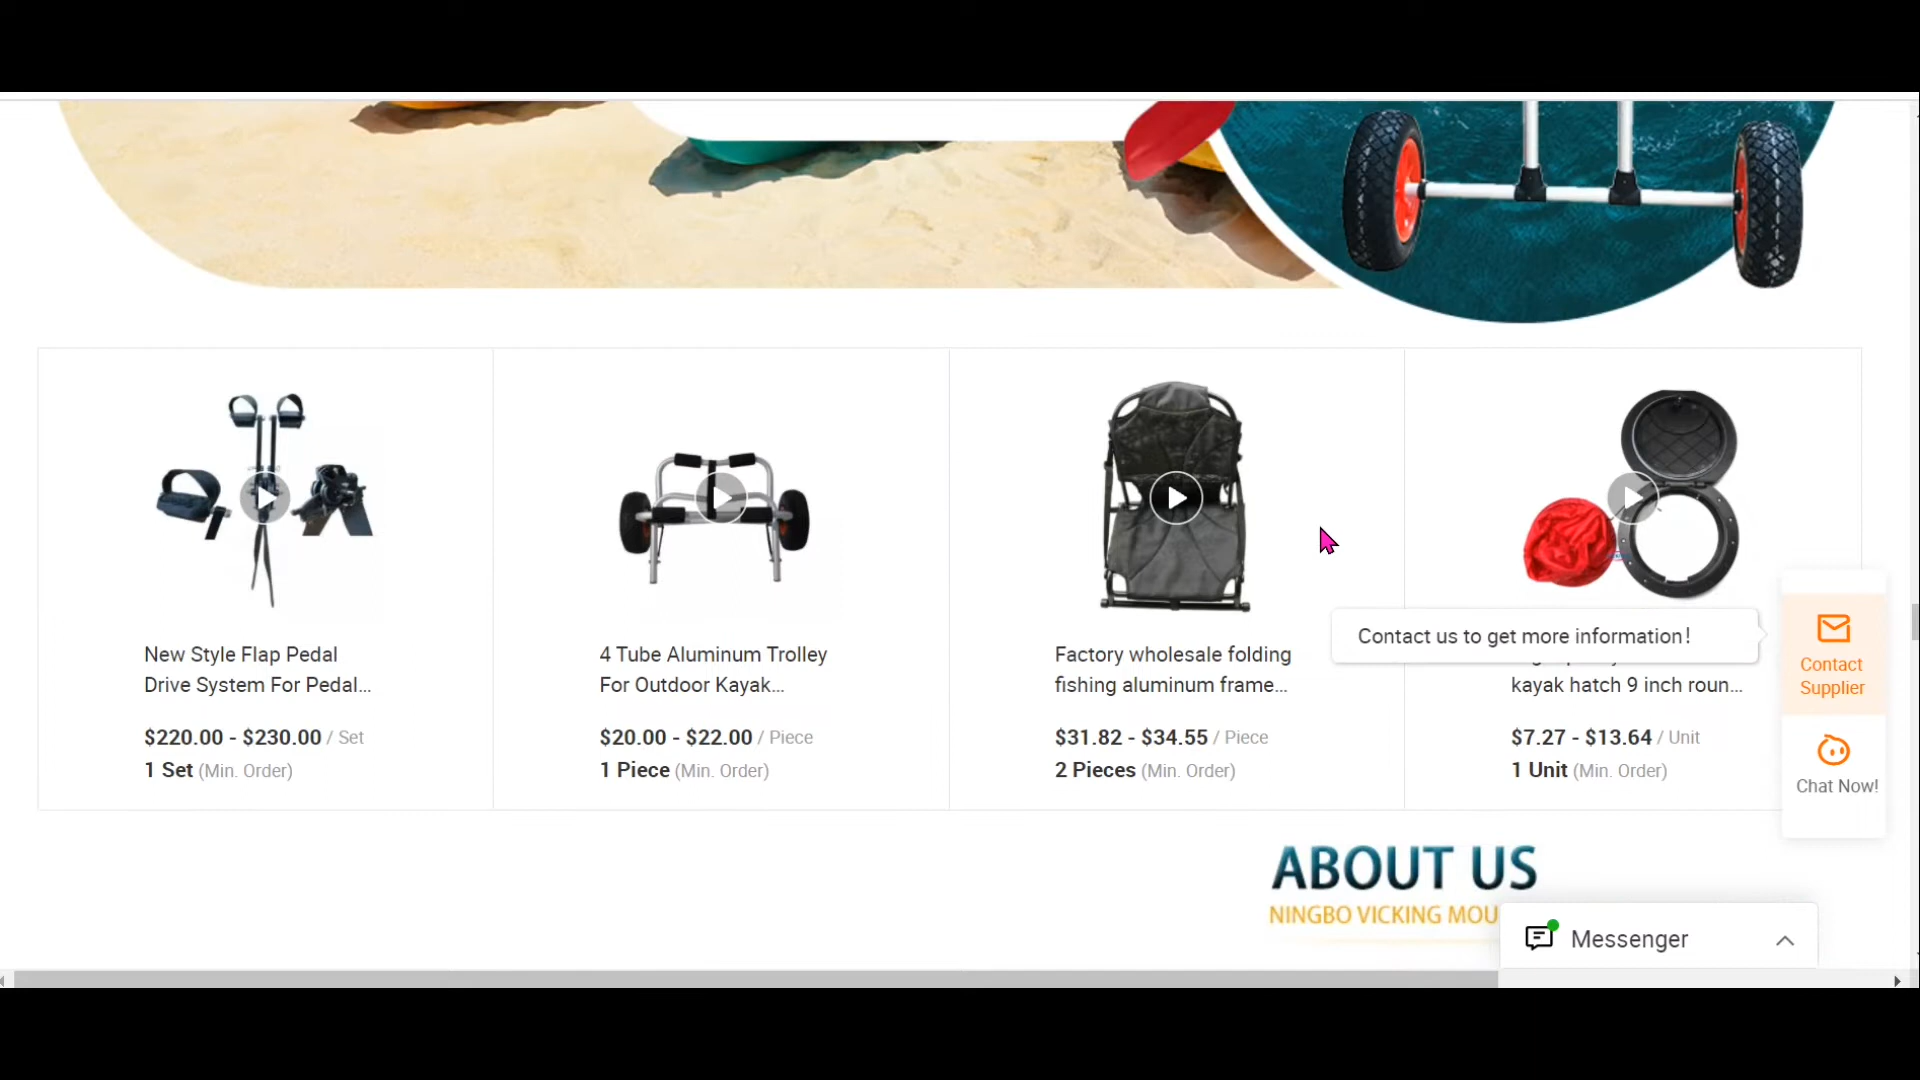 New Style Flap Pedal
Drive System For Pedal...
$220.00 - $230.00 / Set
1 Set (Min. Order)
4 Tube Aluminum Trolley
For Outdoor Kayak...
$20.00 - $22.00 / Piece
1 Piece (Min. Order)
Factory wholesale folding
fishing aluminum frame...
$31.82 - $34.55 / Piece
2 Pieces (Min. Order)
kayak hatch 9 inch roun...
$7.27 - $13.64 / Unit
1 Unit (Min. Order)
Contact us to get more information!
Contact
Supplier
Chat Now!
ABOUT US
NINGBO VICKING MOU
Messenger